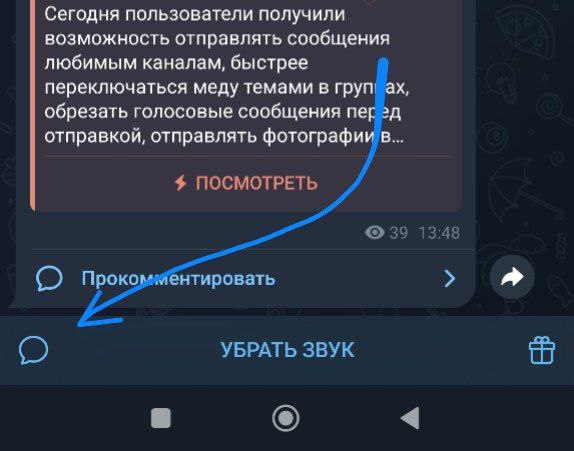 Сегодня пользователи получили
возможность отправлять сообщения
любимым каналам, быстрее
переключаться меду темами в группах,
обрезать голосовые сообщения перед
отправкой, отправлять фотографии в...
ПОСМОТРЕТЬ
39 13:48
Прокомментировать
УБРАТЬ ЗВУК